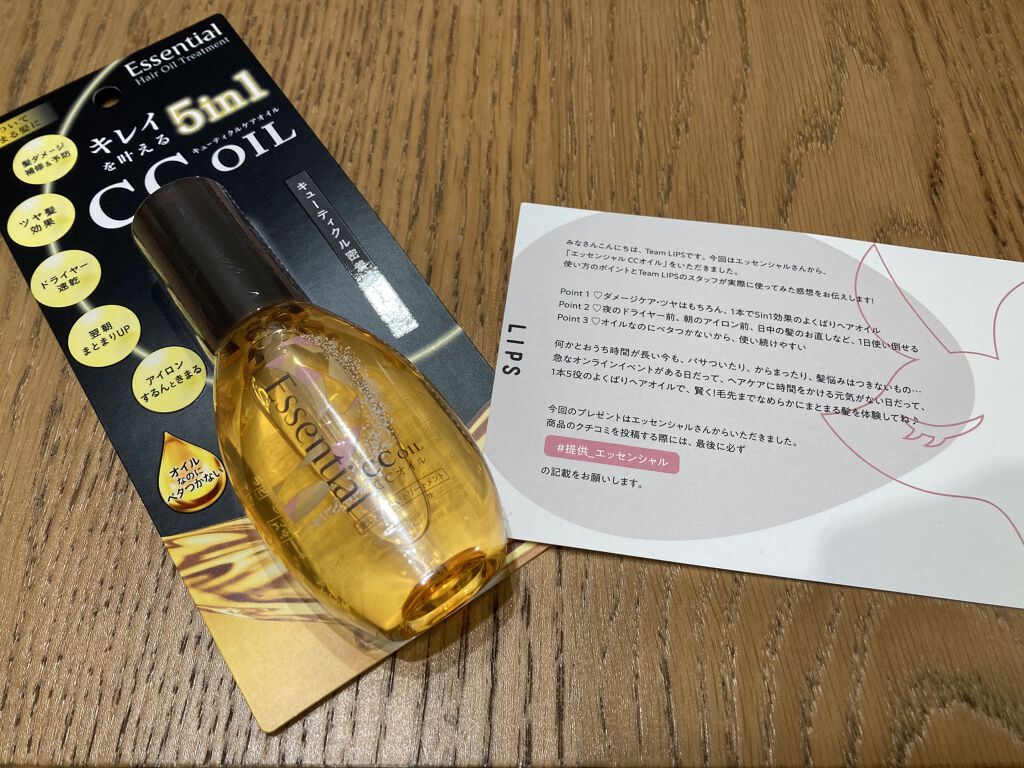 Essential
Hair Oil Treatment
キレイ
を叶える
5in1
キューティクルケアオイル
CC OIL
まる髪に
髪ダメージ
補修&予防
ツヤ髪
効果
ドライヤー
速乾
翌朝
まとまりUP
アイロン
するんときまる
オイル
なのに
ベタつかない
キューティクル密着
Essential
CC OIL
CCオイル
LIPS
みなさんこんにちは、Team LIPSです。今回はエッセンシャルさんから、
「エッセンシャル CCオイル」をいただきました。
使い方のポイントとTeam LIPSのスタッフが実際に使ってみた感想をお伝えします!
Point 1 ♡ダメージケア・ツヤはもちろん、1本で5in1効果のよくばりヘアオイル
Point 2 ♡夜のドライヤー前、朝のアイロン前、日中の髪のお直しなど、1日使い倒せる
Point 3 ♡オイルなのにベタつかないから、使い続けやすい
何かとおうち時間が長い今も、パサついたり、からまったり、髪悩みはつきないもの…
急なオンラインイベントがある日だって、ヘアケアに時間をかける元気がない日だって、
1本5役のよくばりヘアオイルで、賢く!毛先までなめらかにまとまる髪を体験してね♪
今回のプレゼントはエッセンシャルさんからいただきました。
商品のクチコミを投稿する際には、最後に必ず
#提供_エッセンシャル
の記載をお願いします。